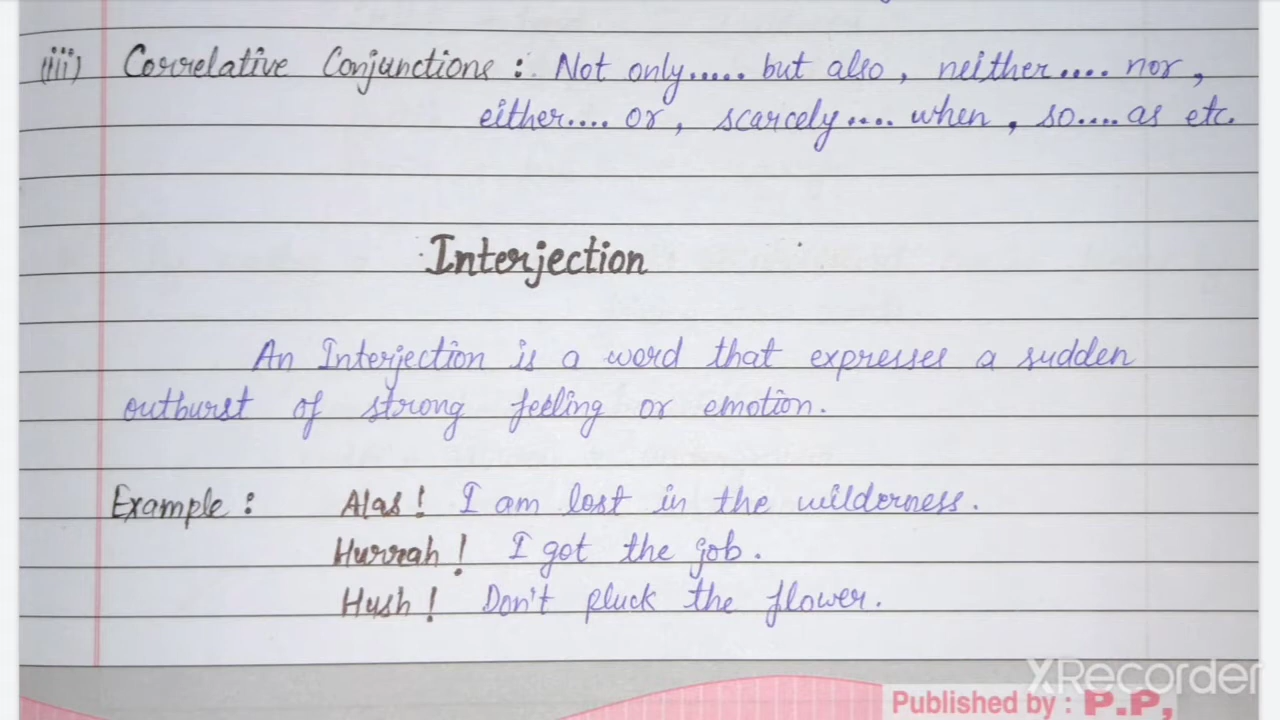 (iii) Correlative Conjunctions : Not only..... but also, neither.... nor,
either.... or, scarcely.... when, so.... as etc.
Interjection
An Interjection is a word that expresses a sudden
outburst of strong feeling or emotion.
Example : Alas! I am lost in the wilderness.
Hurrah! I got the job.
Hush! Don't pluck the flower.
XRecorder
Published by : P.P,